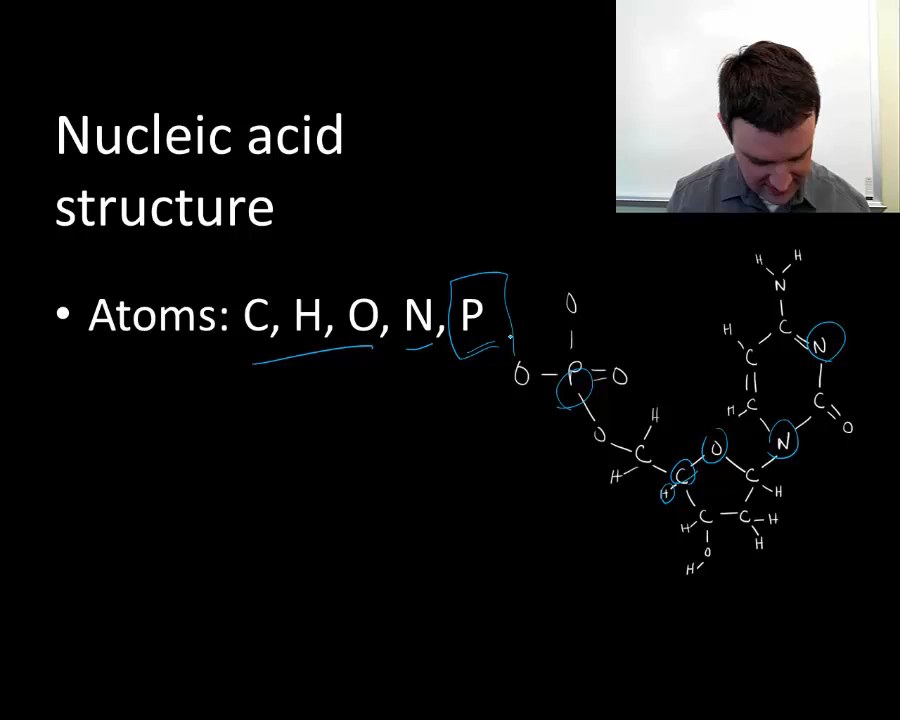 Nucleic acid
structure
• Atoms: C, H, O, N, P
H H
N
O
H C N
O P O
C
H C
O
N
O
H
C
O
C C
H H
H
C C H
H
O H
H